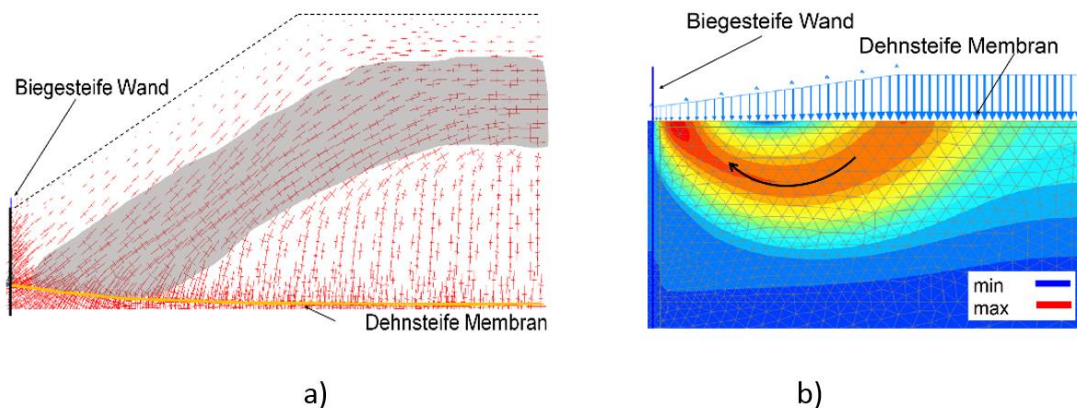 Biegesteife Wand
Dehnsteife Membran
a)
Biegesteife Wand
Dehnsteife Membran
min
max
b)